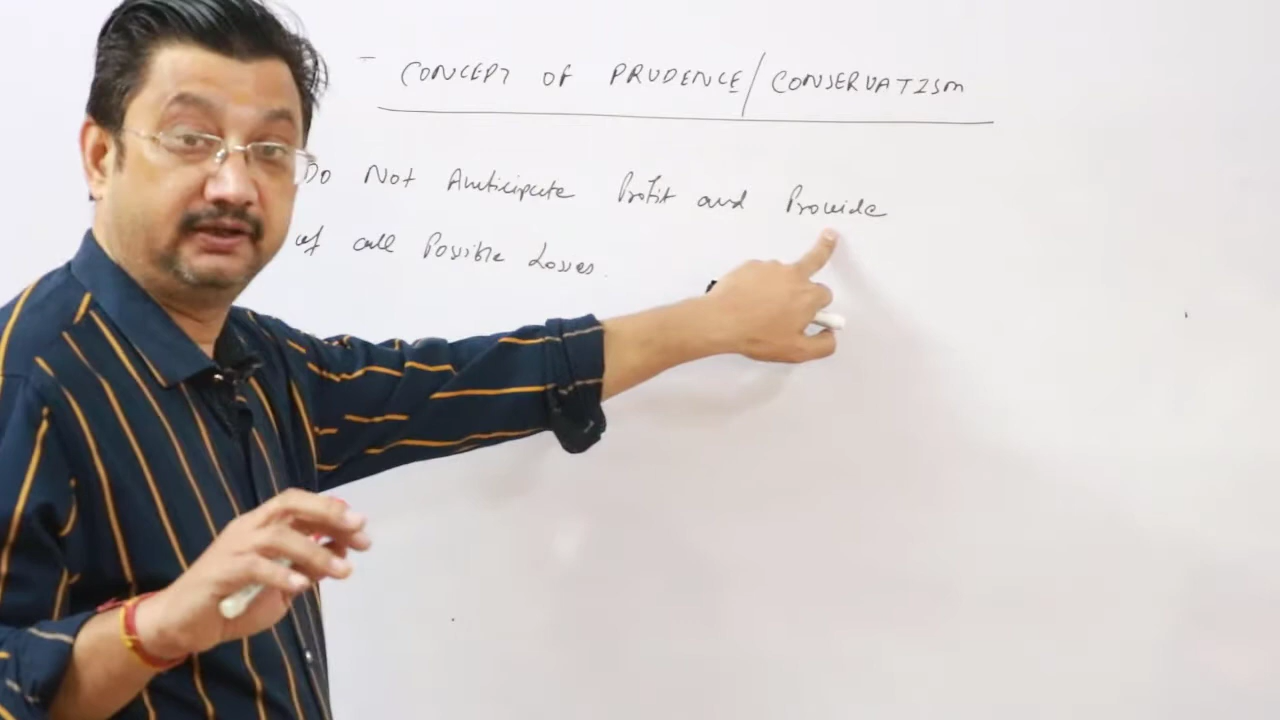 - CONCEPT OF PRUDENCE/CONSERVATISM
Do Not Anticipate Profit and Provide
of all Possible Losses.